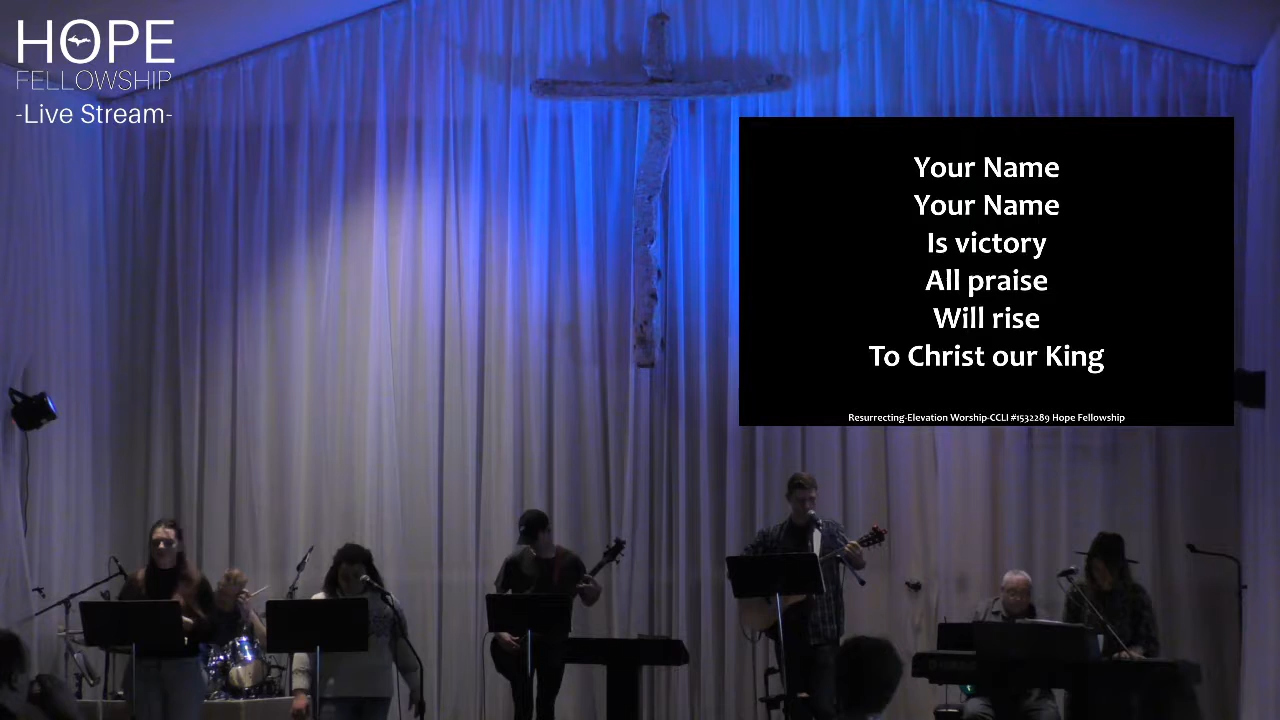 HOPE
FELLOWSHIP
-Live Stream-
Your Name
Your Name
Is victory
All praise
Will rise
To Christ our King
Resurrecting-Elevation Worship-CCLI #1532289 Hope Fellowship